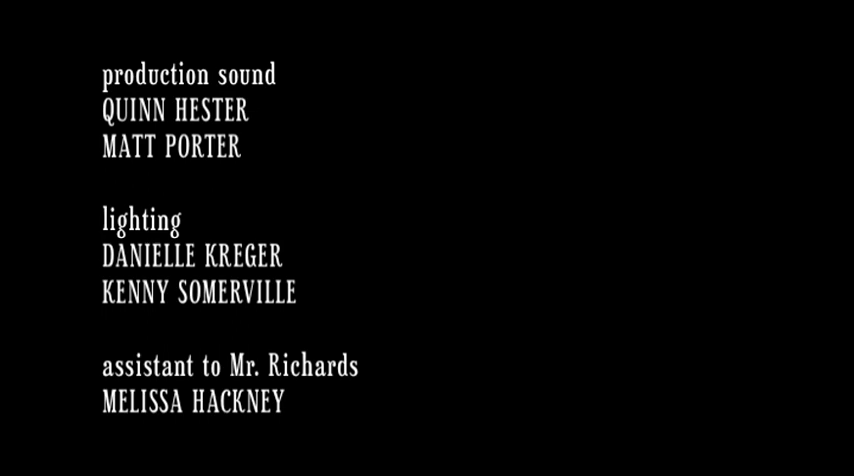 production sound
QUINN HESTER
MATT PORTER
lighting
DANIELLE KREGER
KENNY SOMERVILLE
assistant to Mr. Richards
MELISSA HACKNEY